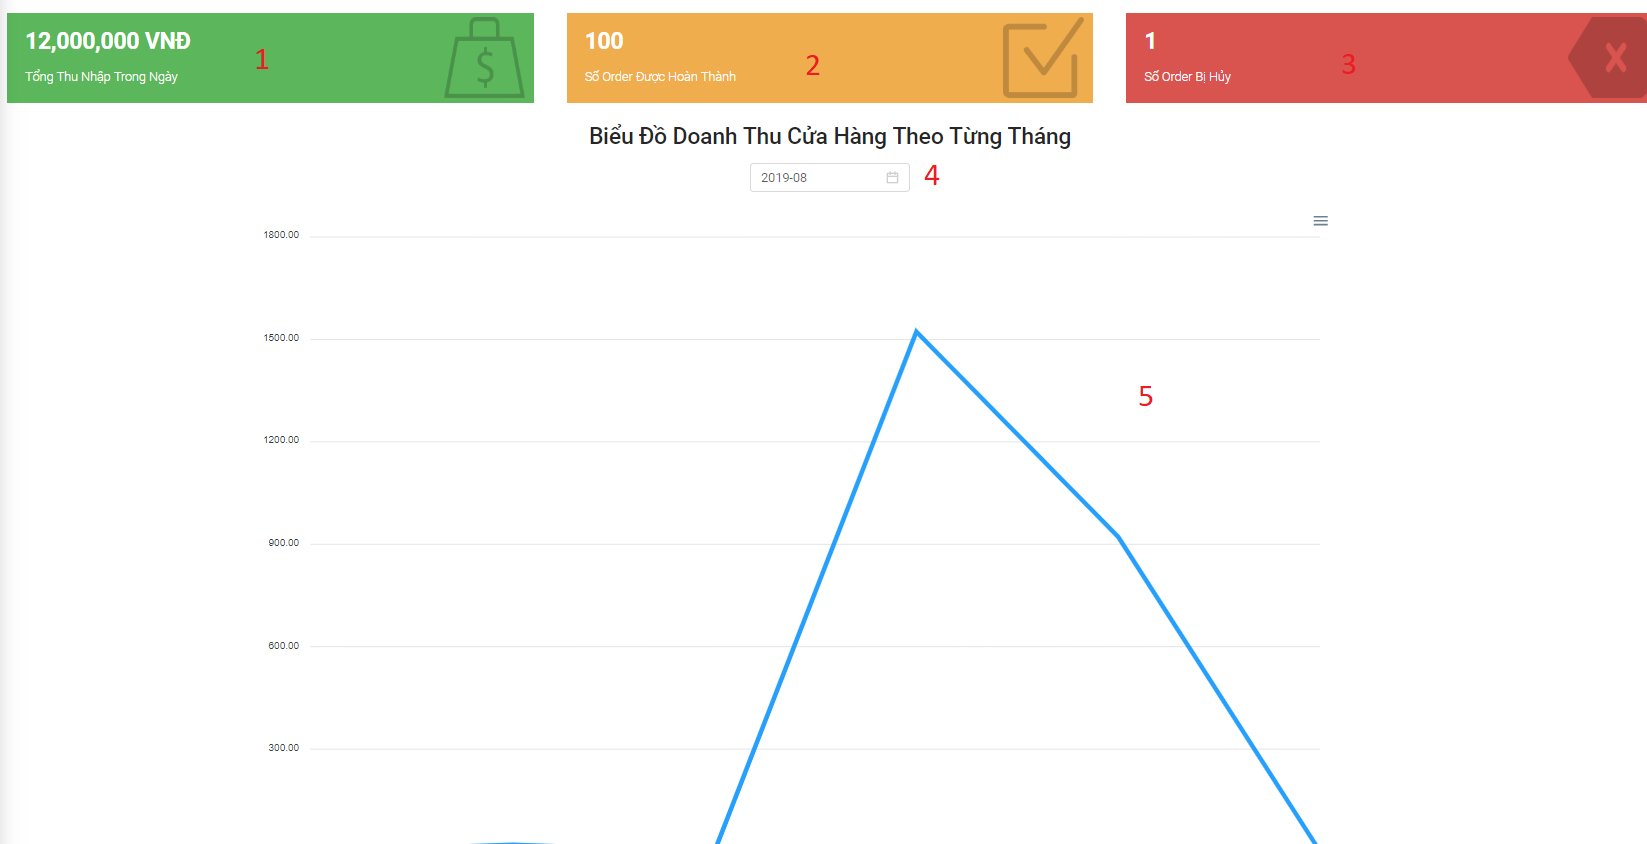 12,000,000 VNĐ
1
Tổng Thu Nhập Trong Ngày
$
100
2
Số Order Được Hoàn Thành
1
3
Số Order Bị Hủy
X
Biểu Đồ Doanh Thu Cửa Hàng Theo Từng Tháng
2019-08
4
1800.00
1500.00
5
1200.00
900.00
600.00
300.00